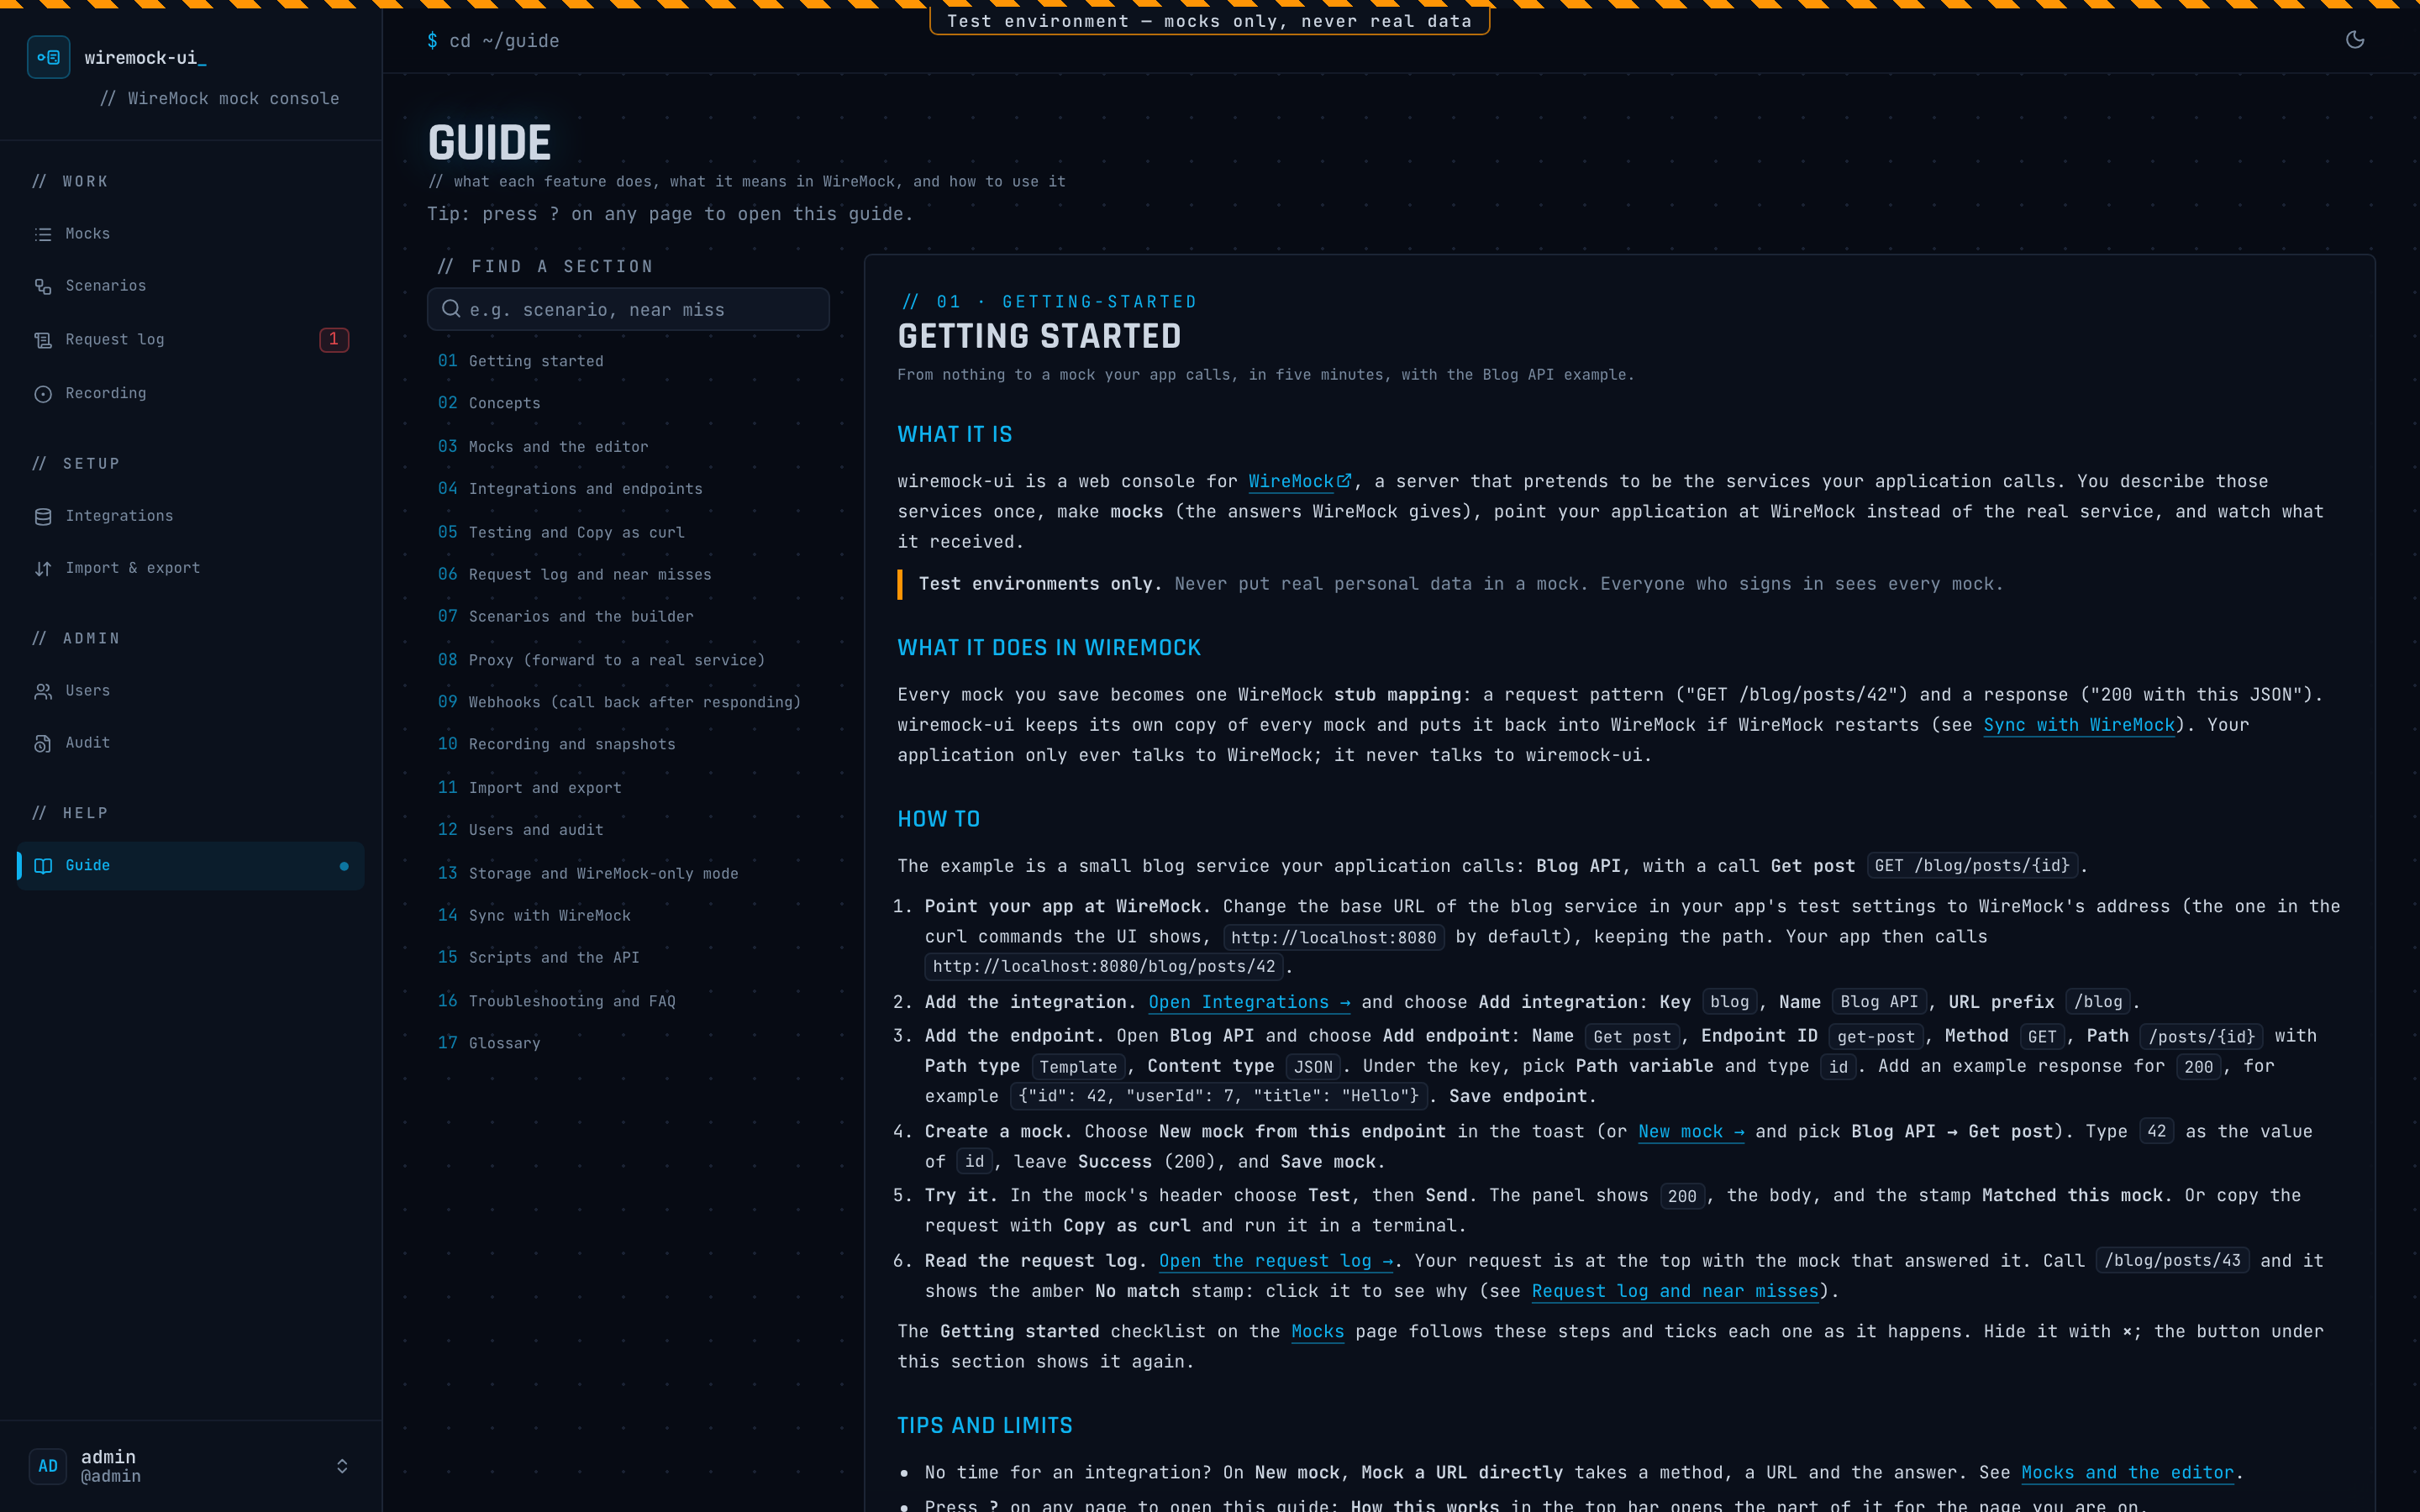 Test environment — mocks only, never real data
wiremock-ui_
// WireMock mock console
// WORK
Mocks
Scenarios
Request log 1
Recording
// SETUP
Integrations
Import & export
// ADMIN
Users
Audit
// HELP
Guide
AD admin
@admin
$ cd ~/guide
GUIDE
// what each feature does, what it means in WireMock, and how to use it
Tip: press ? on any page to open this guide.
// FIND A SECTION
e.g. scenario, near miss
01 Getting started
02 Concepts
03 Mocks and the editor
04 Integrations and endpoints
05 Testing and Copy as curl
06 Request log and near misses
07 Scenarios and the builder
08 Proxy (forward to a real service)
09 Webhooks (call back after responding)
10 Recording and snapshots
11 Import and export
12 Users and audit
13 Storage and WireMock-only mode
14 Sync with WireMock
15 Scripts and the API
16 Troubleshooting and FAQ
17 Glossary
// 01 · GETTING-STARTED
GETTING STARTED
From nothing to a mock your app calls, in five minutes, with the Blog API example.
WHAT IT IS
wiremock-ui is a web console for WireMock, a server that pretends to be the services your application calls. You describe those
services once, make mocks (the answers WireMock gives), point your application at WireMock instead of the real service, and watch what
it received.
Test environments only. Never put real personal data in a mock. Everyone who signs in sees every mock.
WHAT IT DOES IN WIREMOCK
Every mock you save becomes one WireMock stub mapping: a request pattern ("GET /blog/posts/42") and a response ("200 with this JSON").
wiremock-ui keeps its own copy of every mock and puts it back into WireMock if WireMock restarts (see Sync with WireMock). Your
application only ever talks to WireMock; it never talks to wiremock-ui.
HOW TO
The example is a small blog service your application calls: Blog API, with a call Get post GET /blog/posts/{id}.
1. Point your app at WireMock. Change the base URL of the blog service in your app's test settings to WireMock's address (the one in the
curl commands the UI shows, http://localhost:8080 by default), keeping the path. Your app then calls
http://localhost:8080/blog/posts/42.
2. Add the integration. Open Integrations → and choose Add integration: Key blog, Name Blog API, URL prefix /blog.
3. Add the endpoint. Open Blog API and choose Add endpoint: Name Get post, Endpoint ID get-post, Method GET, Path /posts/{id} with
Path type Template, Content type JSON. Under the key, pick Path variable and type id. Add an example response for 200, for
example {"id": 42, "userId": 7, "title": "Hello"}. Save endpoint.
4. Create a mock. Choose New mock from this endpoint in the toast (or New mock → and pick Blog API → Get post). Type 42 as the value
of id, leave Success (200), and Save mock.
5. Try it. In the mock's header choose Test, then Send. The panel shows 200, the body, and the stamp Matched this mock. Or copy the
request with Copy as curl and run it in a terminal.
6. Read the request log. Open the request log →. Your request is at the top with the mock that answered it. Call /blog/posts/43 and it
shows the amber No match stamp: click it to see why (see Request log and near misses).
The Getting started checklist on the Mocks page follows these steps and ticks each one as it happens. Hide it with ×; the button under
this section shows it again.
TIPS AND LIMITS
• No time for an integration? On New mock, Mock a URL directly takes a method, a URL and the answer. See Mocks and the editor.
• Press ? on any page to open this guide; How this works in the top bar opens the part of it for the page you are on.